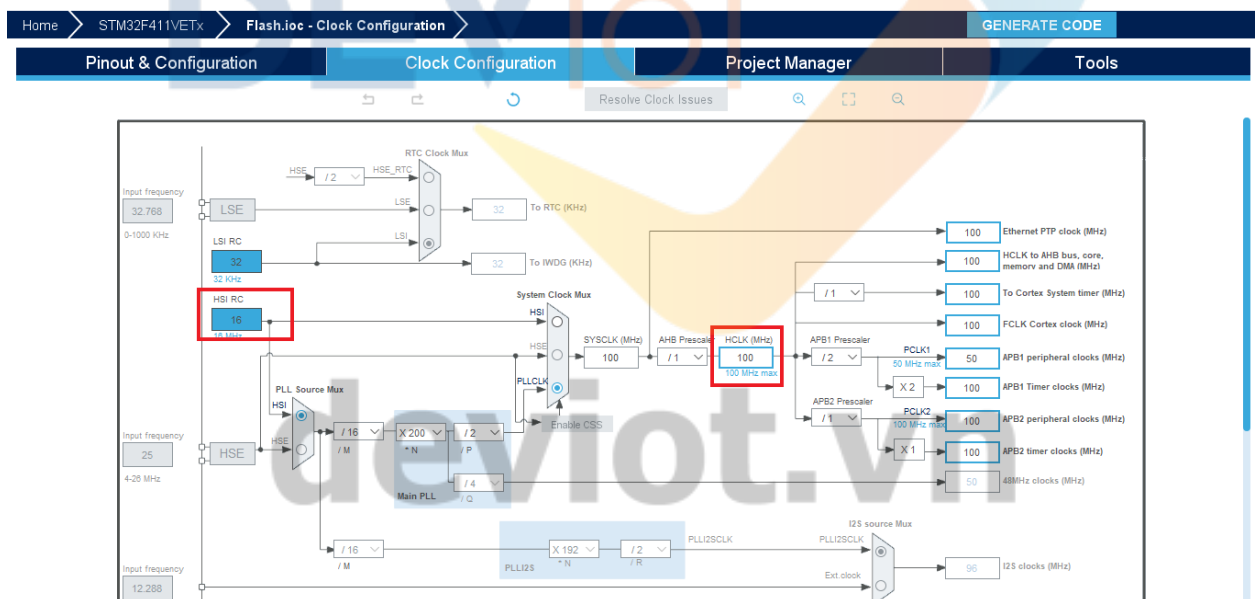 Home
STM32F411VETx
Flash.ioc - Clock Configuration
GENERATE CODE
Pinout & Configuration
Clock Configuration
Project Manager
Tools
Resolve Clock Issues
RTC Clock Mux
HSE
/ 2
HSE_RTC
Input frequency
32.768
0-1000 KHz
LSE
LSE
32
To RTC (KHz)
LSI RC
32
32 KHz
LSI
32
To IWDG (KHz)
HSI RC
16
16 MHz
System Clock Mux
HSI
HSE
PLLCLK
Enable CSS
SYSCLK (MHz)
100
AHB Prescaler
/ 1
HCLK (MHz)
100
100 MHz max
100
Ethernet PTP clock (MHz)
100
HCLK to AHB bus, core,
memory and DMA (MHz)
/ 1
100
To Cortex System timer (MHz)
100
FCLK Cortex clock (MHz)
APB1 Prescaler
/ 2
PCLK1
50 MHz max
50
APB1 peripheral clocks (MHz)
X 2
100
APB1 Timer clocks (MHz)
APB2 Prescaler
/ 1
PCLK2
100 MHz max
100
APB2 peripheral clocks (MHz)
X 1
100
APB2 timer clocks (MHz)
50
48MHz clocks (MHz)
PLL Source Mux
HSI
HSE
Input frequency
25
4-26 MHz
HSE
/ 16
/ M
X 200
* N
/ 2
/ P
/ 4
/ Q
Main PLL
/ 16
/ M
PLLI2S
X 192
* N
/ 2
/ R
PLLI2SCLK
I2S source Mux
PLLI2SCLK
Ext.clock
96
I2S clocks (MHz)
Input frequency
12.288
DEViOT
deviot.vn